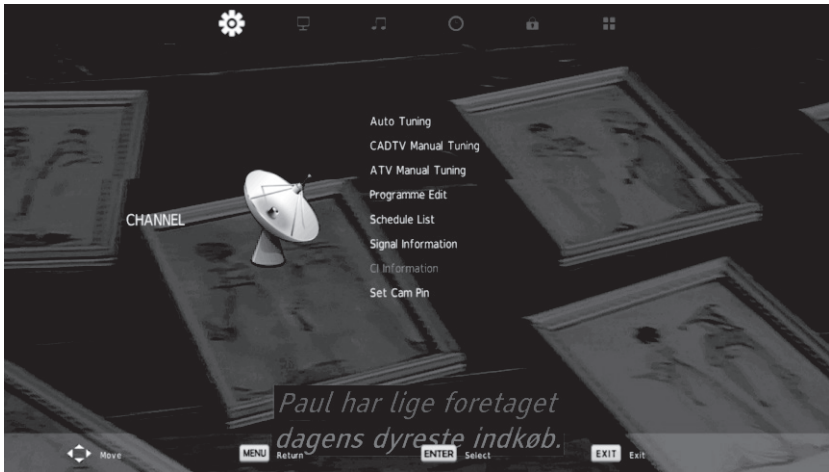 Auto Tuning
CADTV Manual Tuning
ATV Manual Tuning
Programme Edit
CHANNEL
Schedule List
Signal Information
CI Information
Set Cam Pin
Paul har lige foretaget
dagens dyreste indkøb.
Move MENU Return ENTER Select EXIT Exit